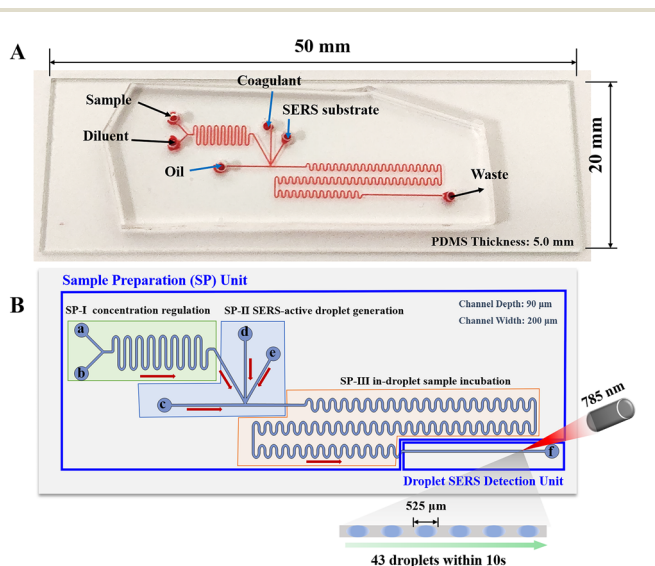 A
50 mm
Coagulant
Sample
SERS substrate
Diluent
Oil
Waste
20 mm
PDMS Thickness: 5.0 mm
B
Sample Preparation (SP) Unit
SP-I concentration regulation
SP-II SERS-active droplet generation
Channel Depth: 90 µm
Channel Width: 200 µm
a
b
c
d
e
SP-III in-droplet sample incubation
785 nm
f
Droplet SERS Detection Unit
525 µm
43 droplets within 10s